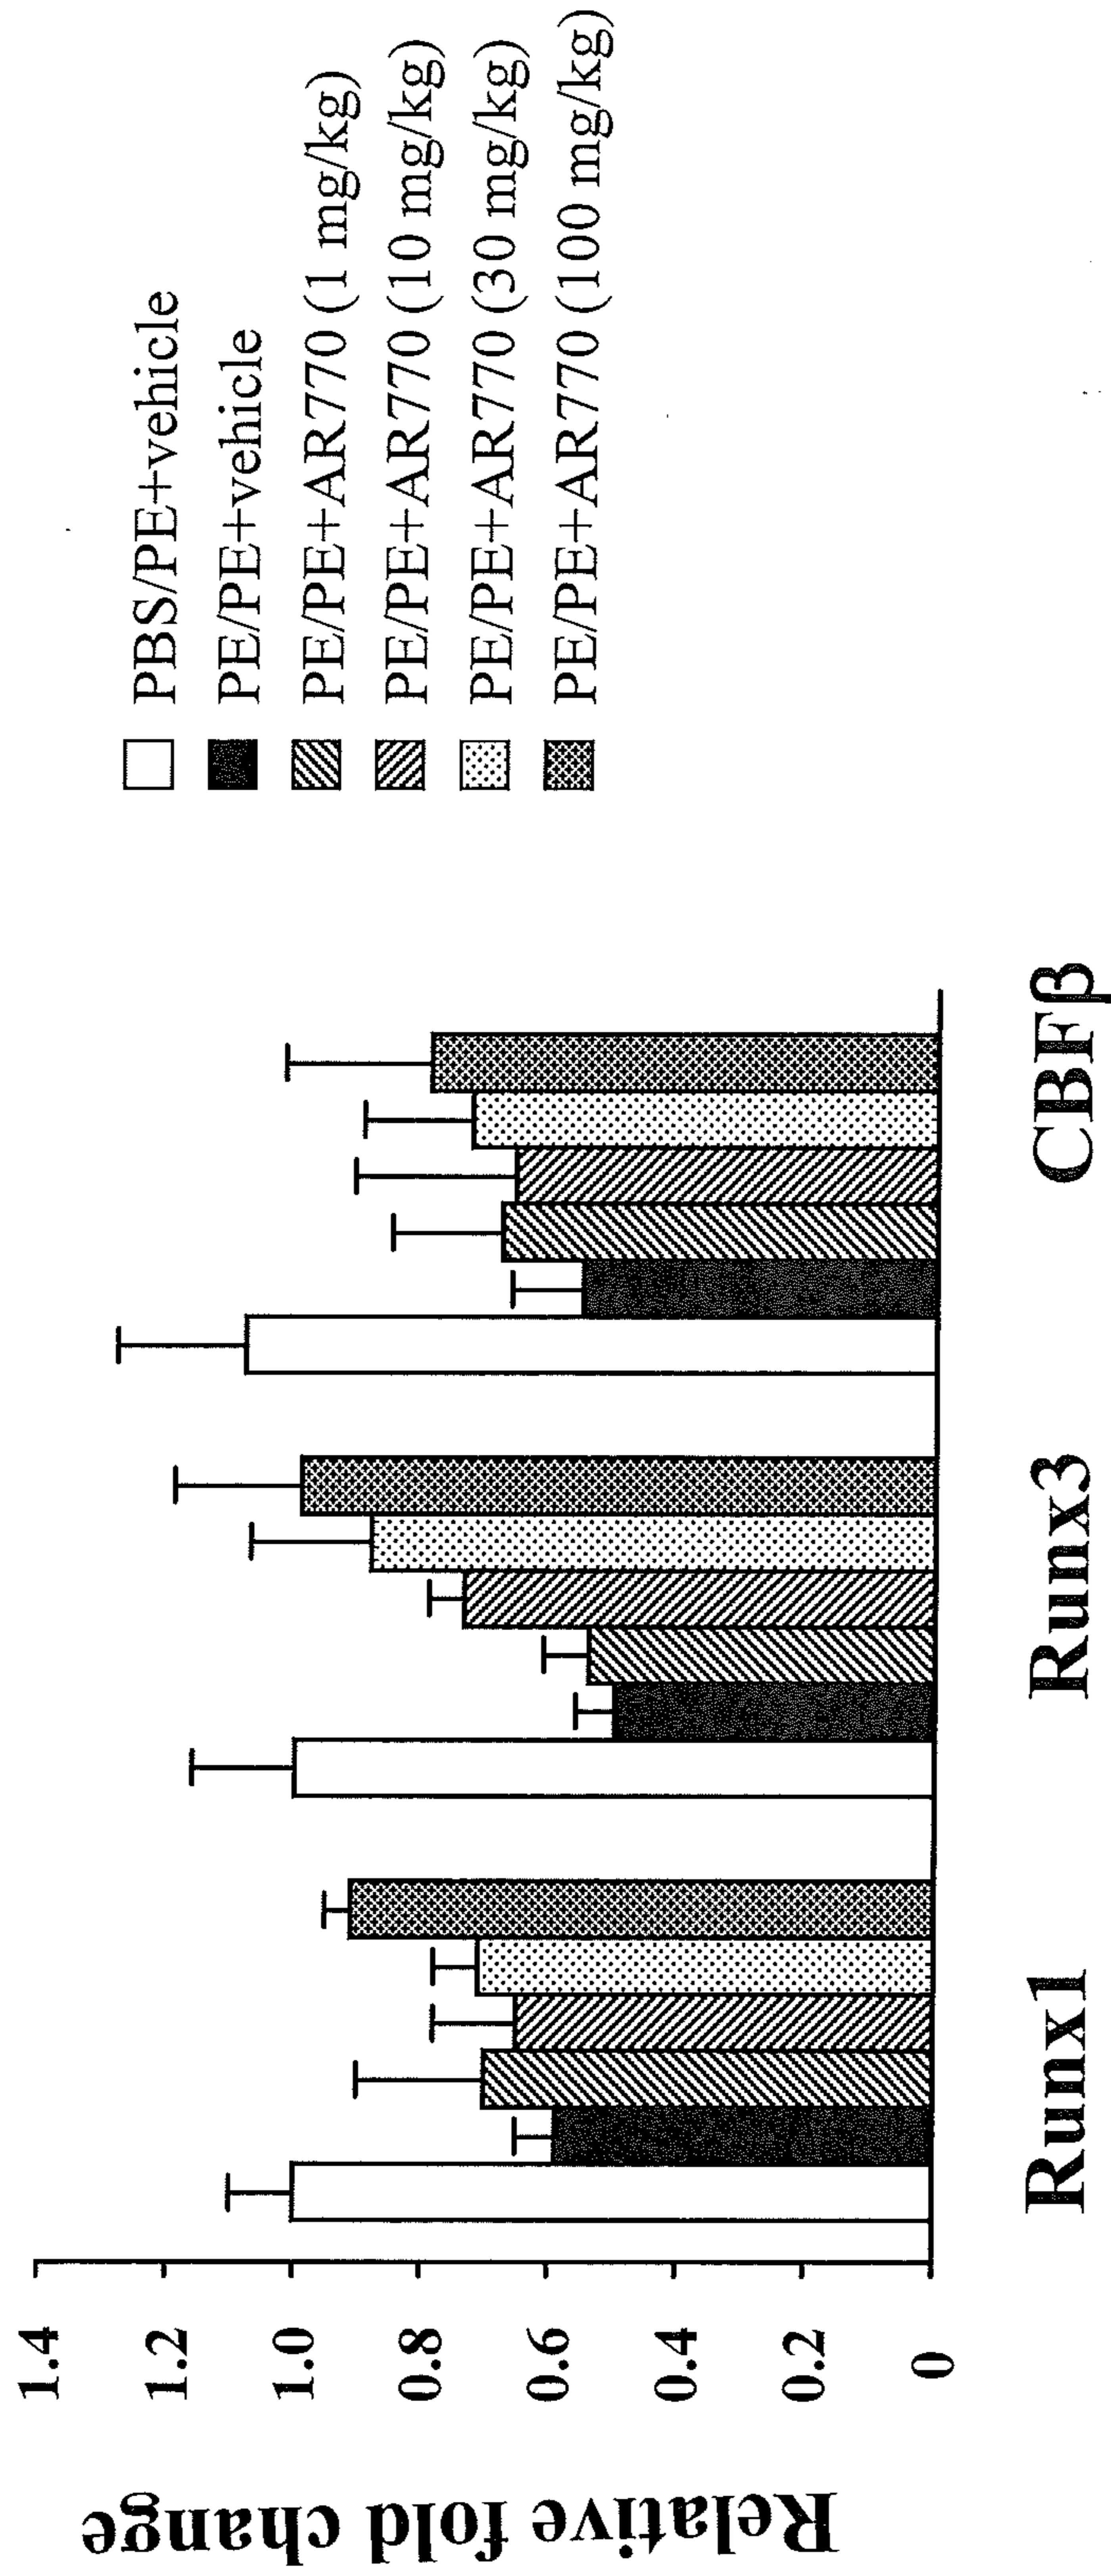 Relative fold change
1.4
1.2
1.0
0.8
0.6
0.4
0.2
0
Runx1
Runx3
CBFβ
PBS/PE+vehicle
PE/PE+vehicle
PE/PE+AR770 (1 mg/kg)
PE/PE+AR770 (10 mg/kg)
PE/PE+AR770 (30 mg/kg)
PE/PE+AR770 (100 mg/kg)